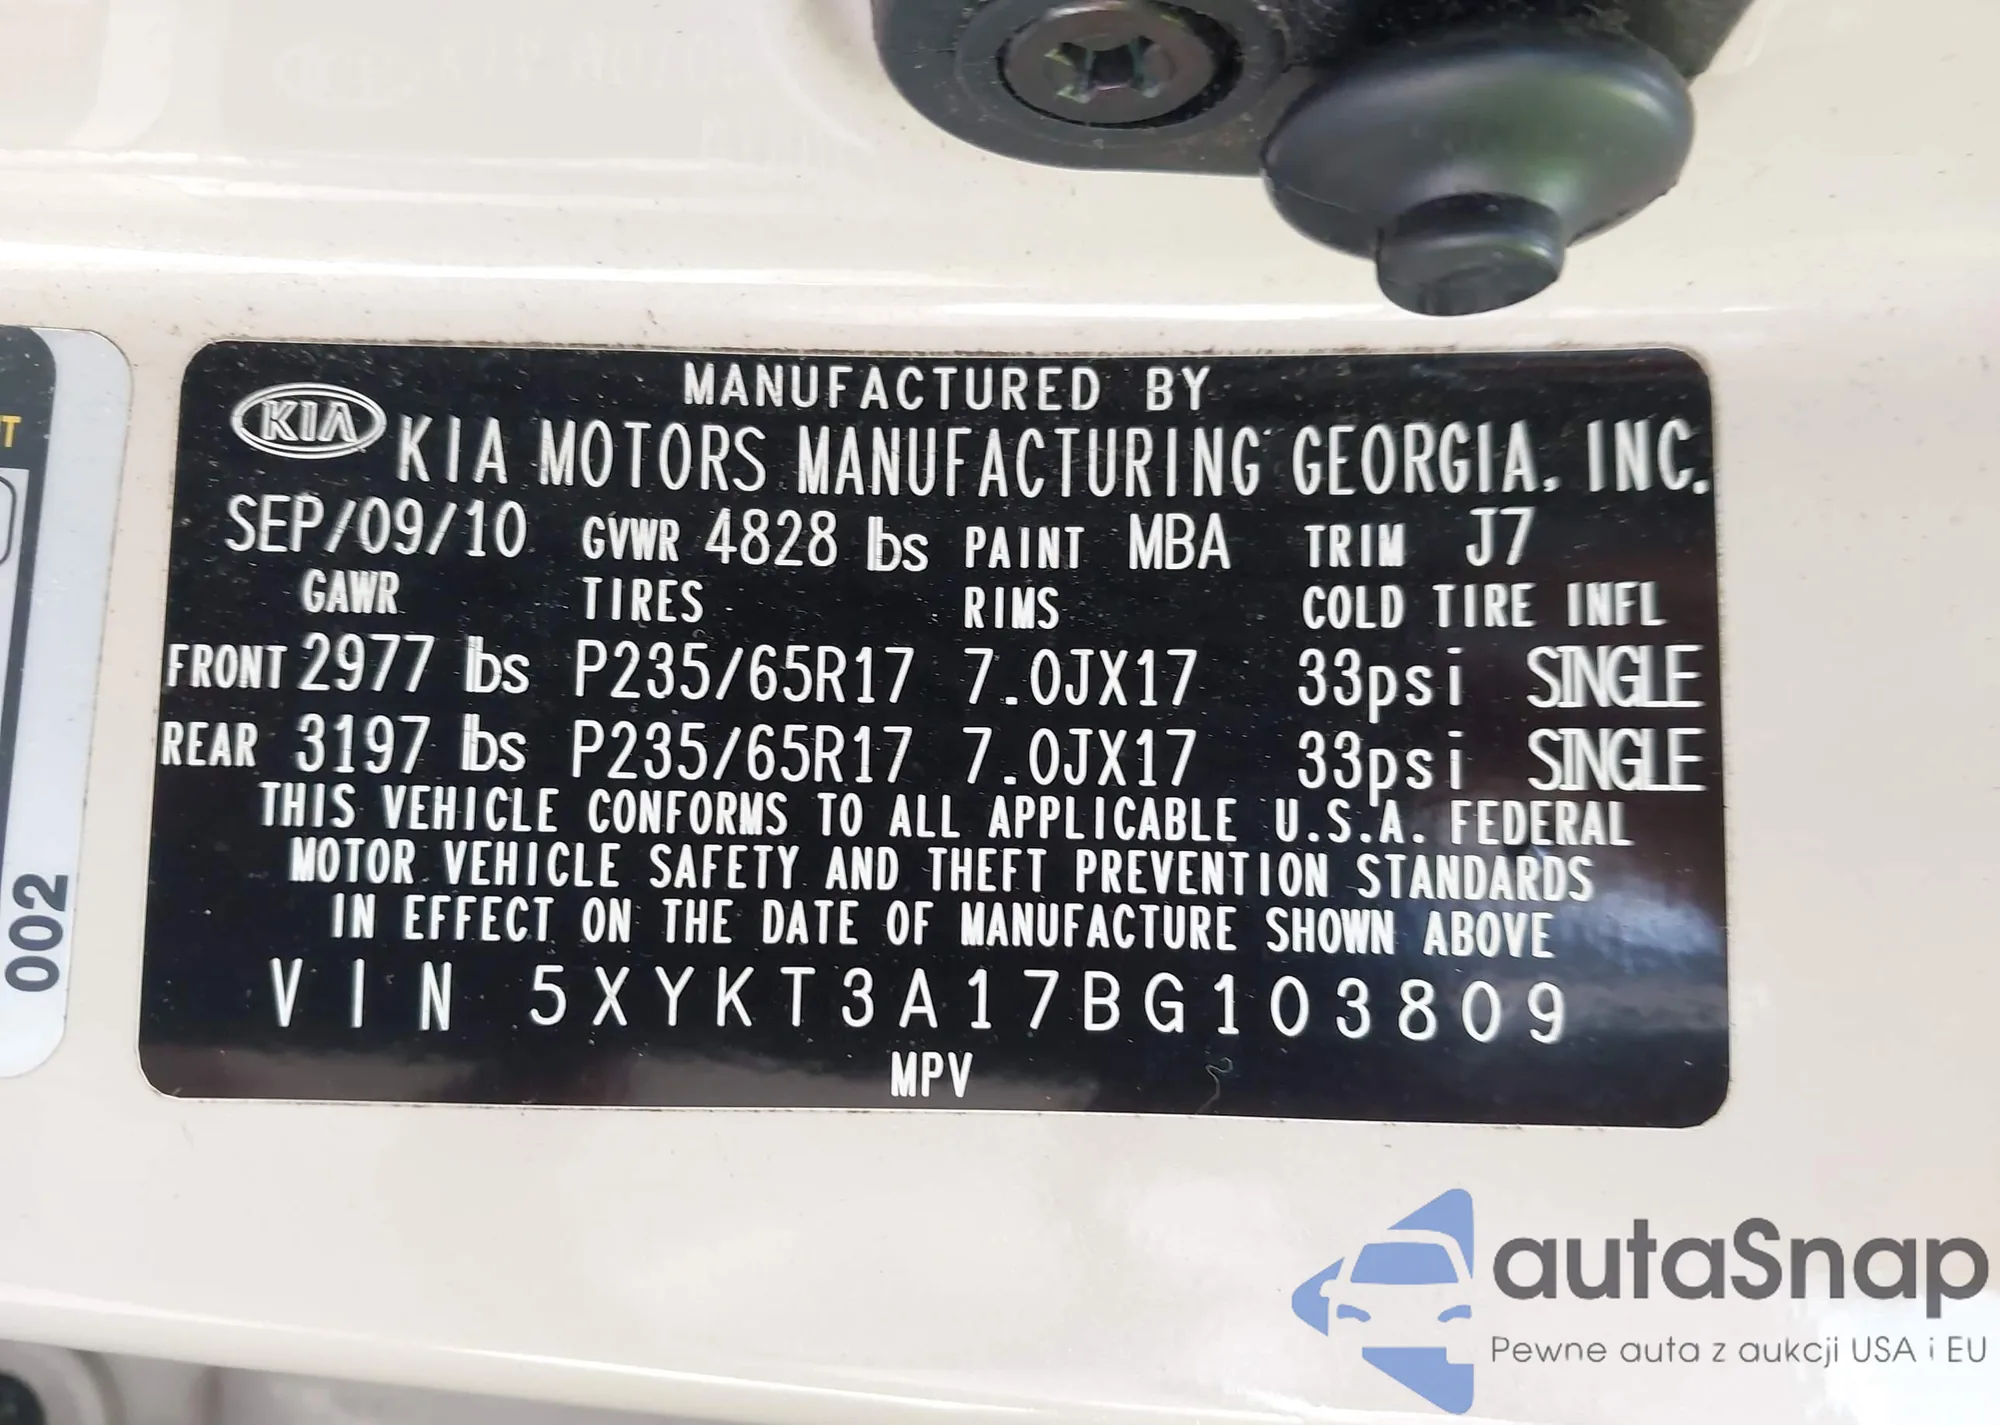 MANUFACTURED BY
KIA KIA MOTORS MANUFACTURING GEORGIA, INC.
SEP/09/10 GVWR 4828 lbs PAINT MBA TRIM J7
GAWR TIRES RIMS COLD TIRE INFL
FRONT 2977 lbs P235/65R17 7.0JX17 33psi SINGLE
REAR 3197 lbs P235/65R17 7.0JX17 33psi SINGLE
THIS VEHICLE CONFORMS TO ALL APPLICABLE U.S.A. FEDERAL
MOTOR VEHICLE SAFETY AND THEFT PREVENTION STANDARDS
IN EFFECT ON THE DATE OF MANUFACTURE SHOWN ABOVE
VIN 5XYKT3A17BG103809
MPV
002
autaSnap
Pewne auta z aukcji USA i EU